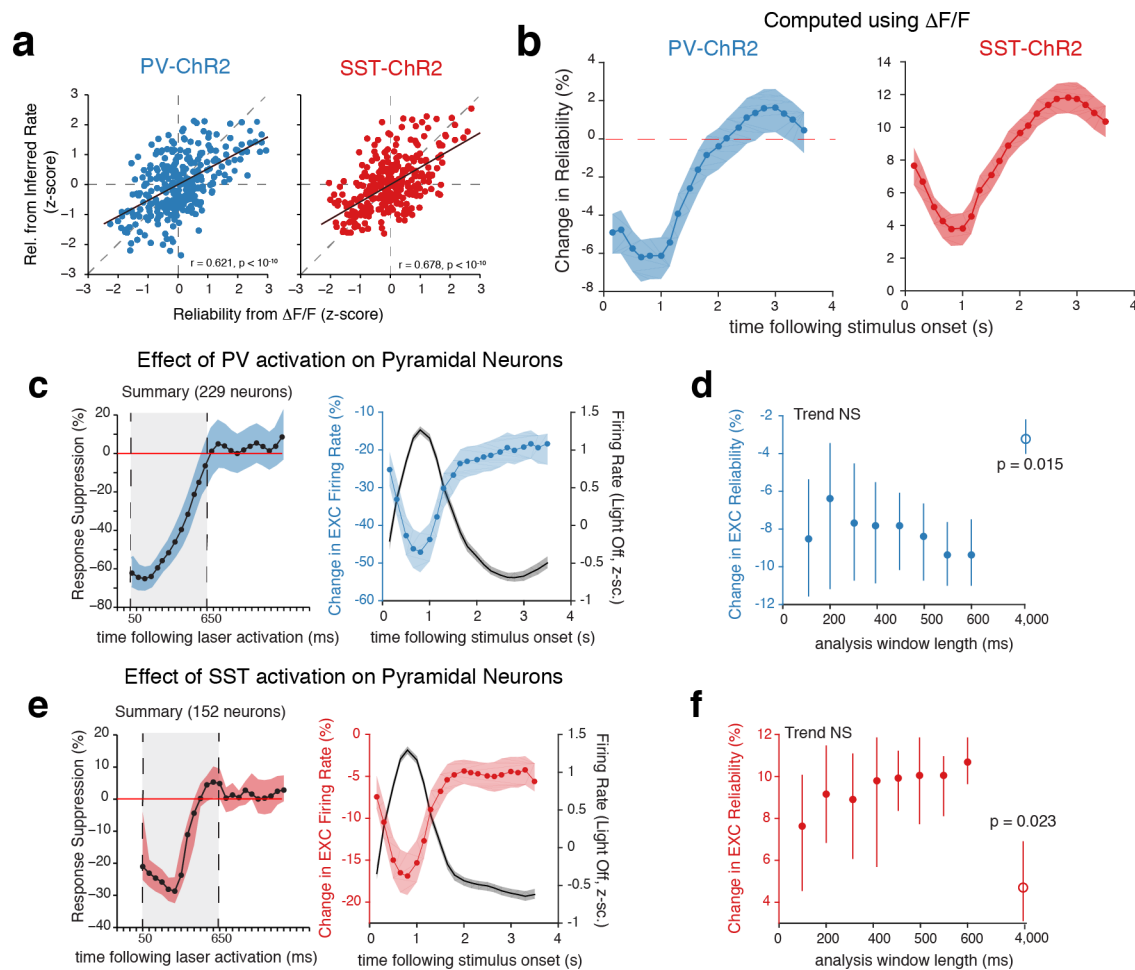 a
PV-ChR2
SST-ChR2
Rel. from Inferred Rate
(z-score)
3
2
1
0
−1
−2
−3
r = 0.621, p < 10-10
r = 0.678, p < 10-10
−3 −2 −1 0 1 2 3
−3 −2 −1 0 1 2 3
Reliability from ΔF/F (z-score)
b
Computed using ΔF/F
PV-ChR2
SST-ChR2
Change in Reliability (%)
4
2
0
-2
-4
-6
-8
14
12
10
8
6
4
2
0
0 1 2 3 4
0 1 2 3 4
time following stimulus onset (s)
Effect of PV activation on Pyramidal Neurons
c
Summary (229 neurons)
Response Suppression (%)
20
0
−20
−40
−60
−80
50 650
time following laser activation (ms)
Change in EXC Firing Rate (%)
-10
-20
-30
-40
-50
-60
Firing Rate (Light Off, z-sc.)
1.5
1
0.5
0
-0.5
-1
0 1 2 3 4
time following stimulus onset (s)
d
Trend NS
p = 0.015
Change in EXC Reliability (%)
-2
-4
-6
-8
-10
-12
0 200 400 600 4,000
analysis window length (ms)
Effect of SST activation on Pyramidal Neurons
e
Summary (152 neurons)
Response Suppression (%)
20
10
0
−10
−20
−30
−40
50 650
time following laser activation (ms)
Change in EXC Firing Rate (%)
0
-5
-10
-15
-20
Firing Rate (Light Off, z-sc.)
1.5
1
0.5
0
-0.5
-1
0 1 2 3 4
time following stimulus onset (s)
f
Trend NS
p = 0.023
Change in EXC Reliability (%)
12
10
8
6
4
0 200 400 600 4,000
analysis window length (ms)